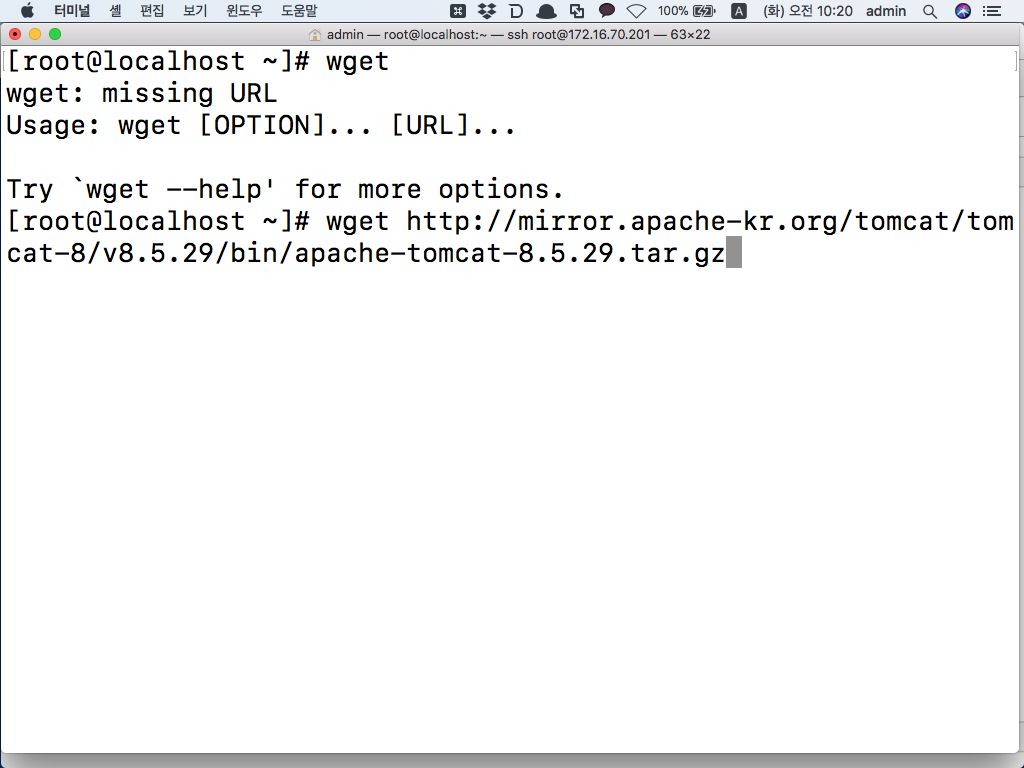 터미널 셸 편집 보기 윈도우 도움말 100% A (화) 오전 10:20 admin
admin — root@localhost:~ — ssh root@172.16.70.201 — 63×22
[root@localhost ~]# wget
wget: missing URL
Usage: wget [OPTION]... [URL]...
Try `wget --help' for more options.
[root@localhost ~]# wget http://mirror.apache-kr.org/tomcat/tom
cat-8/v8.5.29/bin/apache-tomcat-8.5.29.tar.gz